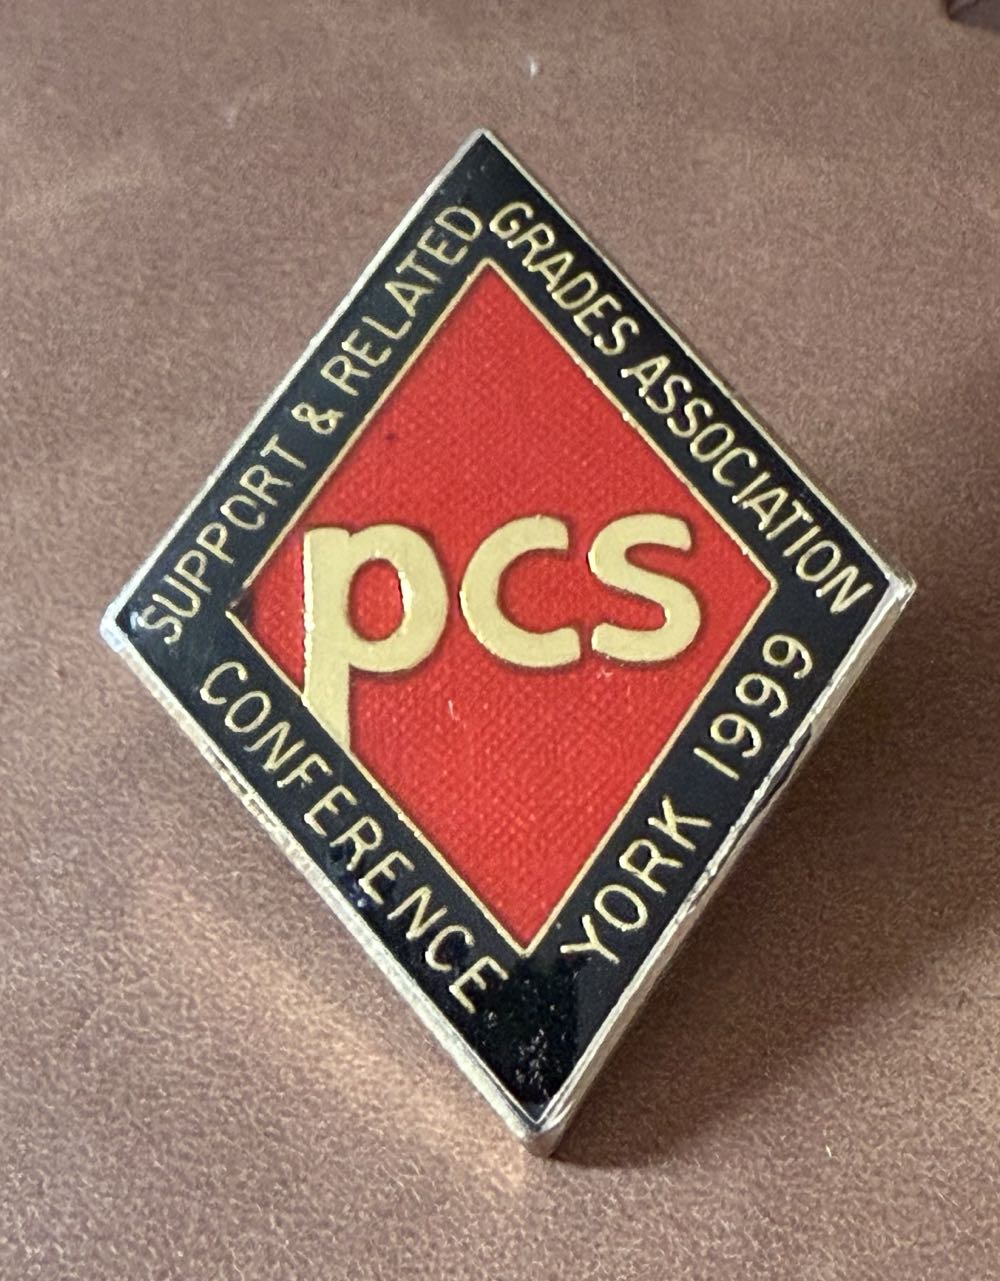 SUPPORT & RELATED
GRADES ASSOCIATION
pcs
CONFERENCE
YORK 1999